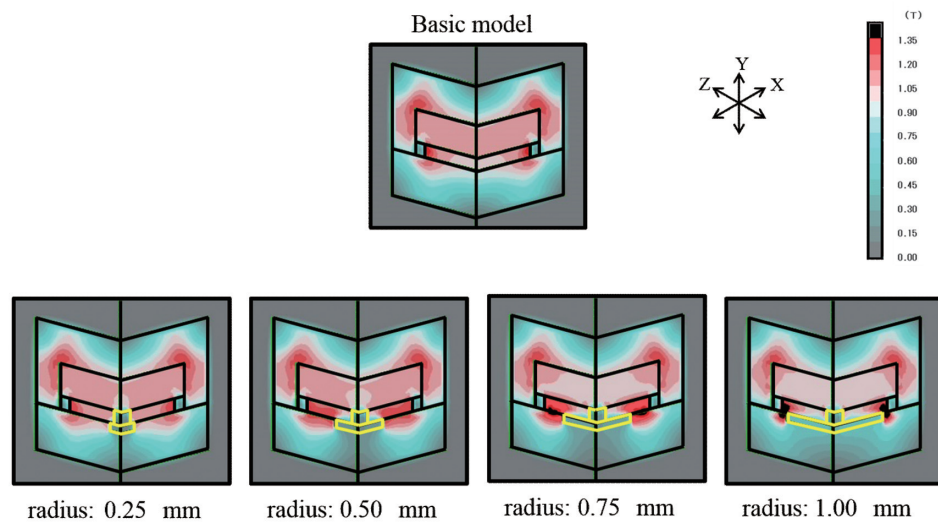 Basic model
(T)
1.35
1.20
1.05
0.90
0.75
0.60
0.45
0.30
0.15
0.00
Y
Z X
radius: 0.25 mm
radius: 0.50 mm
radius: 0.75 mm
radius: 1.00 mm